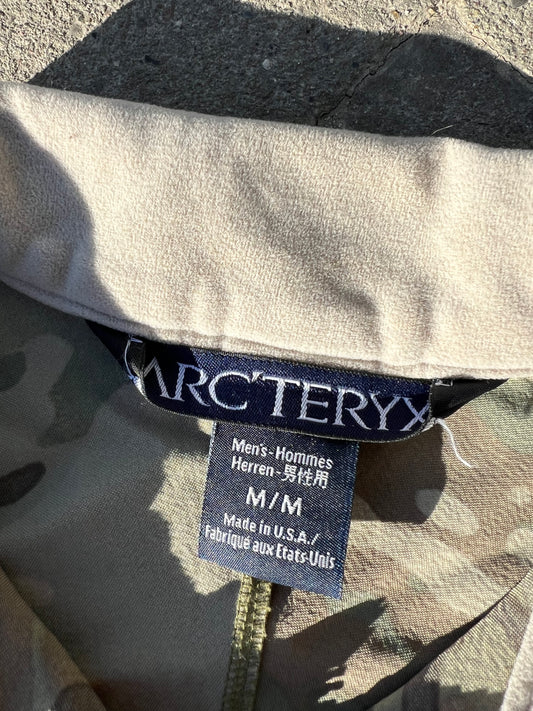 ARC'TERYX
Men's-Hommes
Herren-男性用
M/M
Made in U.S.A./
Fabriqué aux Etats-Unis